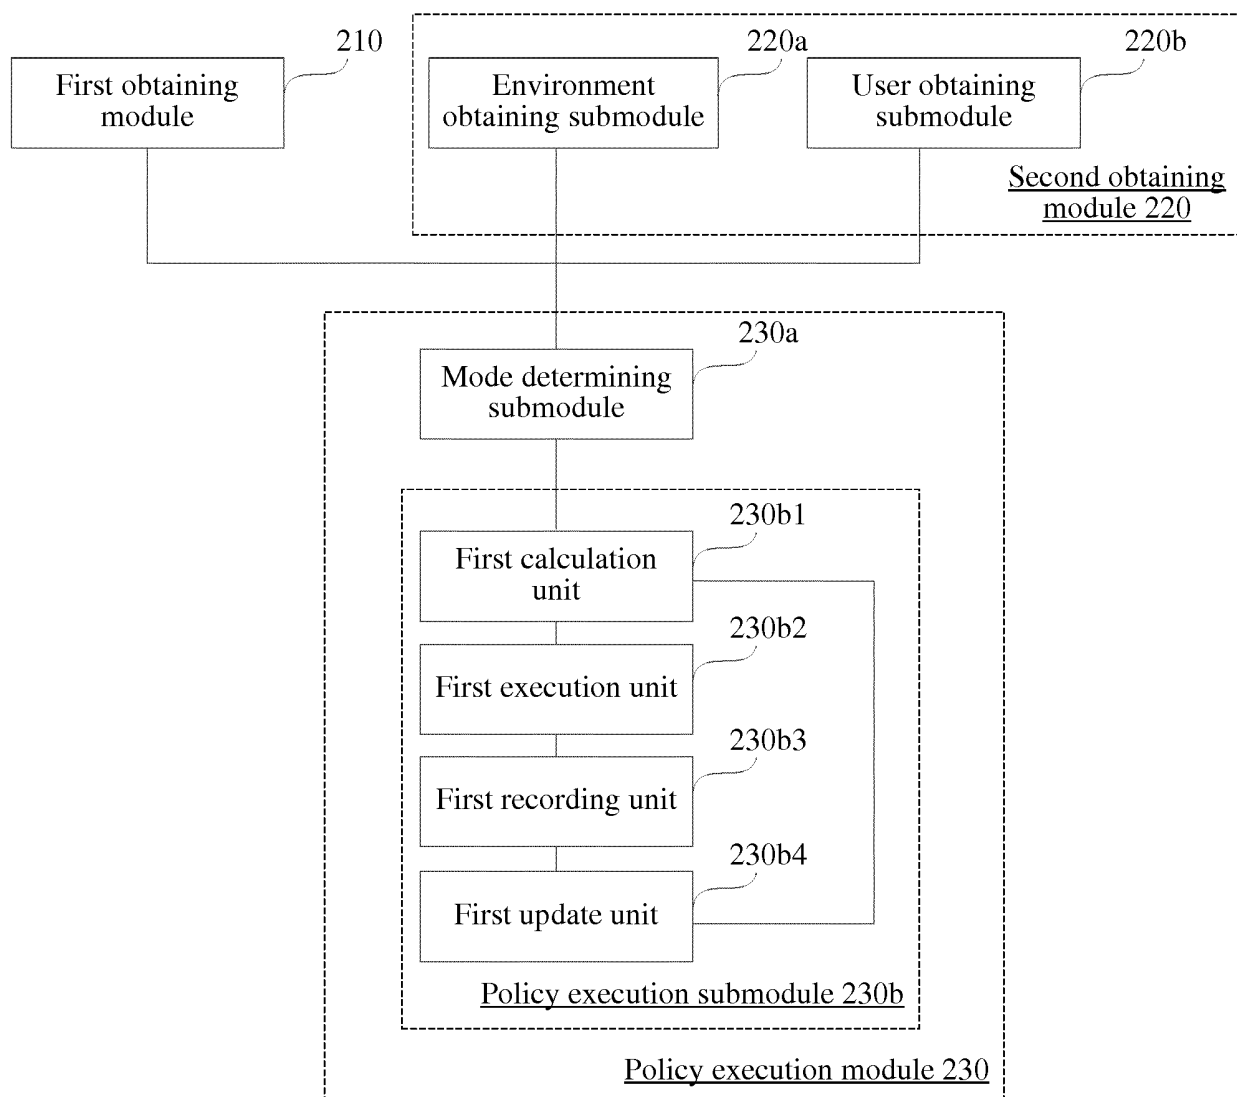 210
220a
220b
First obtaining
module
Environment
obtaining submodule
User obtaining
submodule
Second obtaining
module 220
230a
Mode determining
submodule
230b1
First calculation
unit
230b2
First execution unit
230b3
First recording unit
230b4
First update unit
Policy execution submodule 230b
Policy execution module 230